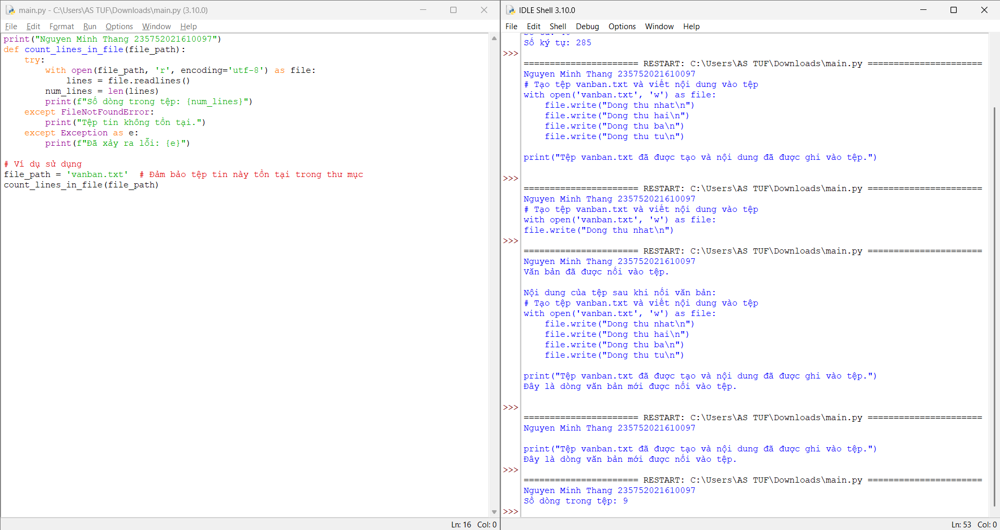 main.py - C:\Users\AS TUF\Downloads\main.py (3.10.0)
File Edit Format Run Options Window Help
print("Nguyen Minh Thang 235752021610097")
def count_lines_in_file(file_path):
    try:
        with open(file_path, 'r', encoding='utf-8') as file:
            lines = file.readlines()
        num_lines = len(lines)
        print(f"Số dòng trong tệp: {num_lines}")
    except FileNotFoundError:
        print("Tệp tin không tồn tại.")
    except Exception as e:
        print(f"Đã xảy ra lỗi: {e}")
# Ví dụ sử dụng
file_path = 'vanban.txt'  # Đảm bảo tệp tin này tồn tại trong thư mục
count_lines_in_file(file_path)
Ln: 16 Col: 0
IDLE Shell 3.10.0
File Edit Shell Debug Options Window Help
Số ký tự: 285
>>>
====================== RESTART: C:\Users\AS TUF\Downloads\main.py ======================
Nguyen Minh Thang 235752021610097
# Tạo tệp vanban.txt và viết nội dung vào tệp
with open('vanban.txt', 'w') as file:
    file.write("Dong thu nhat\n")
    file.write("Dong thu hai\n")
    file.write("Dong thu ba\n")
    file.write("Dong thu tu\n")
print("Tệp vanban.txt đã được tạo và nội dung đã được ghi vào tệp.")
>>>
====================== RESTART: C:\Users\AS TUF\Downloads\main.py ======================
Nguyen Minh Thang 235752021610097
# Tạo tệp vanban.txt và viết nội dung vào tệp
with open('vanban.txt', 'w') as file:
file.write("Dong thu nhat\n")
>>>
====================== RESTART: C:\Users\AS TUF\Downloads\main.py ======================
Nguyen Minh Thang 235752021610097
Văn bản đã được nối vào tệp.
Nội dung của tệp sau khi nối văn bản:
# Tạo tệp vanban.txt và viết nội dung vào tệp
with open('vanban.txt', 'w') as file:
    file.write("Dong thu nhat\n")
    file.write("Dong thu hai\n")
    file.write("Dong thu ba\n")
    file.write("Dong thu tu\n")
print("Tệp vanban.txt đã được tạo và nội dung đã được ghi vào tệp.")
Đây là dòng văn bản mới được nối vào tệp.
>>>
====================== RESTART: C:\Users\AS TUF\Downloads\main.py ======================
Nguyen Minh Thang 235752021610097
print("Tệp vanban.txt đã được tạo và nội dung đã được ghi vào tệp.")
Đây là dòng văn bản mới được nối vào tệp.
>>>
====================== RESTART: C:\Users\AS TUF\Downloads\main.py ======================
Nguyen Minh Thang 235752021610097
Số dòng trong tệp: 9
>>>
Ln: 53 Col: 0